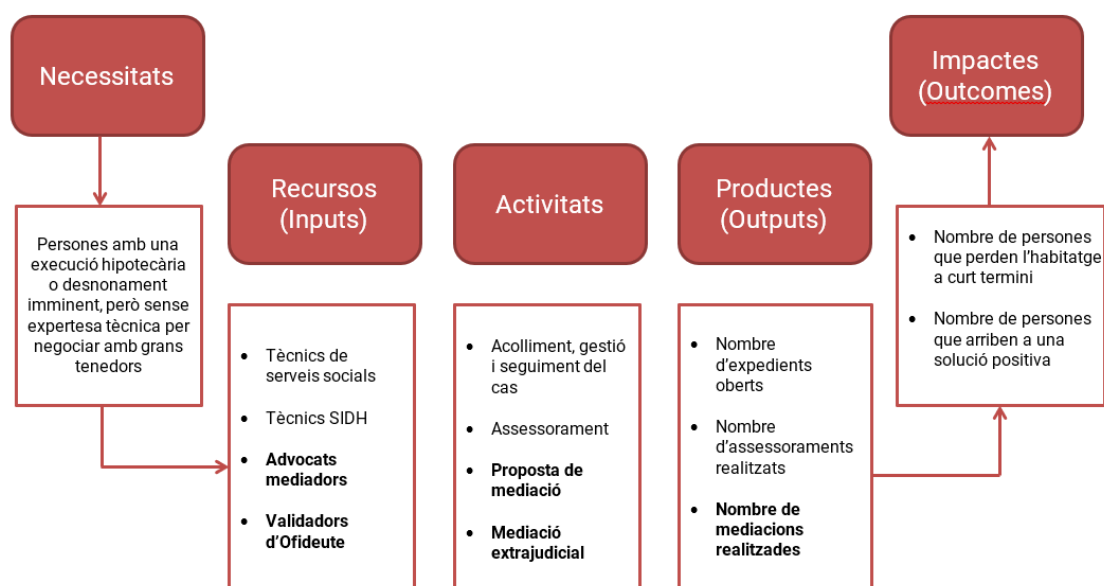 Necessitats
Persones amb una
execució hipotecària
o desnonament
imminent, però sense
expertesa tècnica per
negociar amb grans
tenedors
Recursos
(Inputs)
• Tècnics de
serveis socials
• Tècnics SIDH
• Advocats
mediadors
• Validadors
d'Ofideute
Activitats
• Acolliment, gestió
i seguiment del
cas
• Assessorament
• Proposta de
mediació
• Mediació
extrajudicial
Productes
(Outputs)
• Nombre
d'expedients
oberts
• Nombre
d'assessoraments
realitzats
• Nombre de
mediacions
realitzades
Impactes
(Outcomes)
• Nombre de persones
que perden l'habitatge
a curt termini
• Nombre de persones
que arriben a una
solució positiva